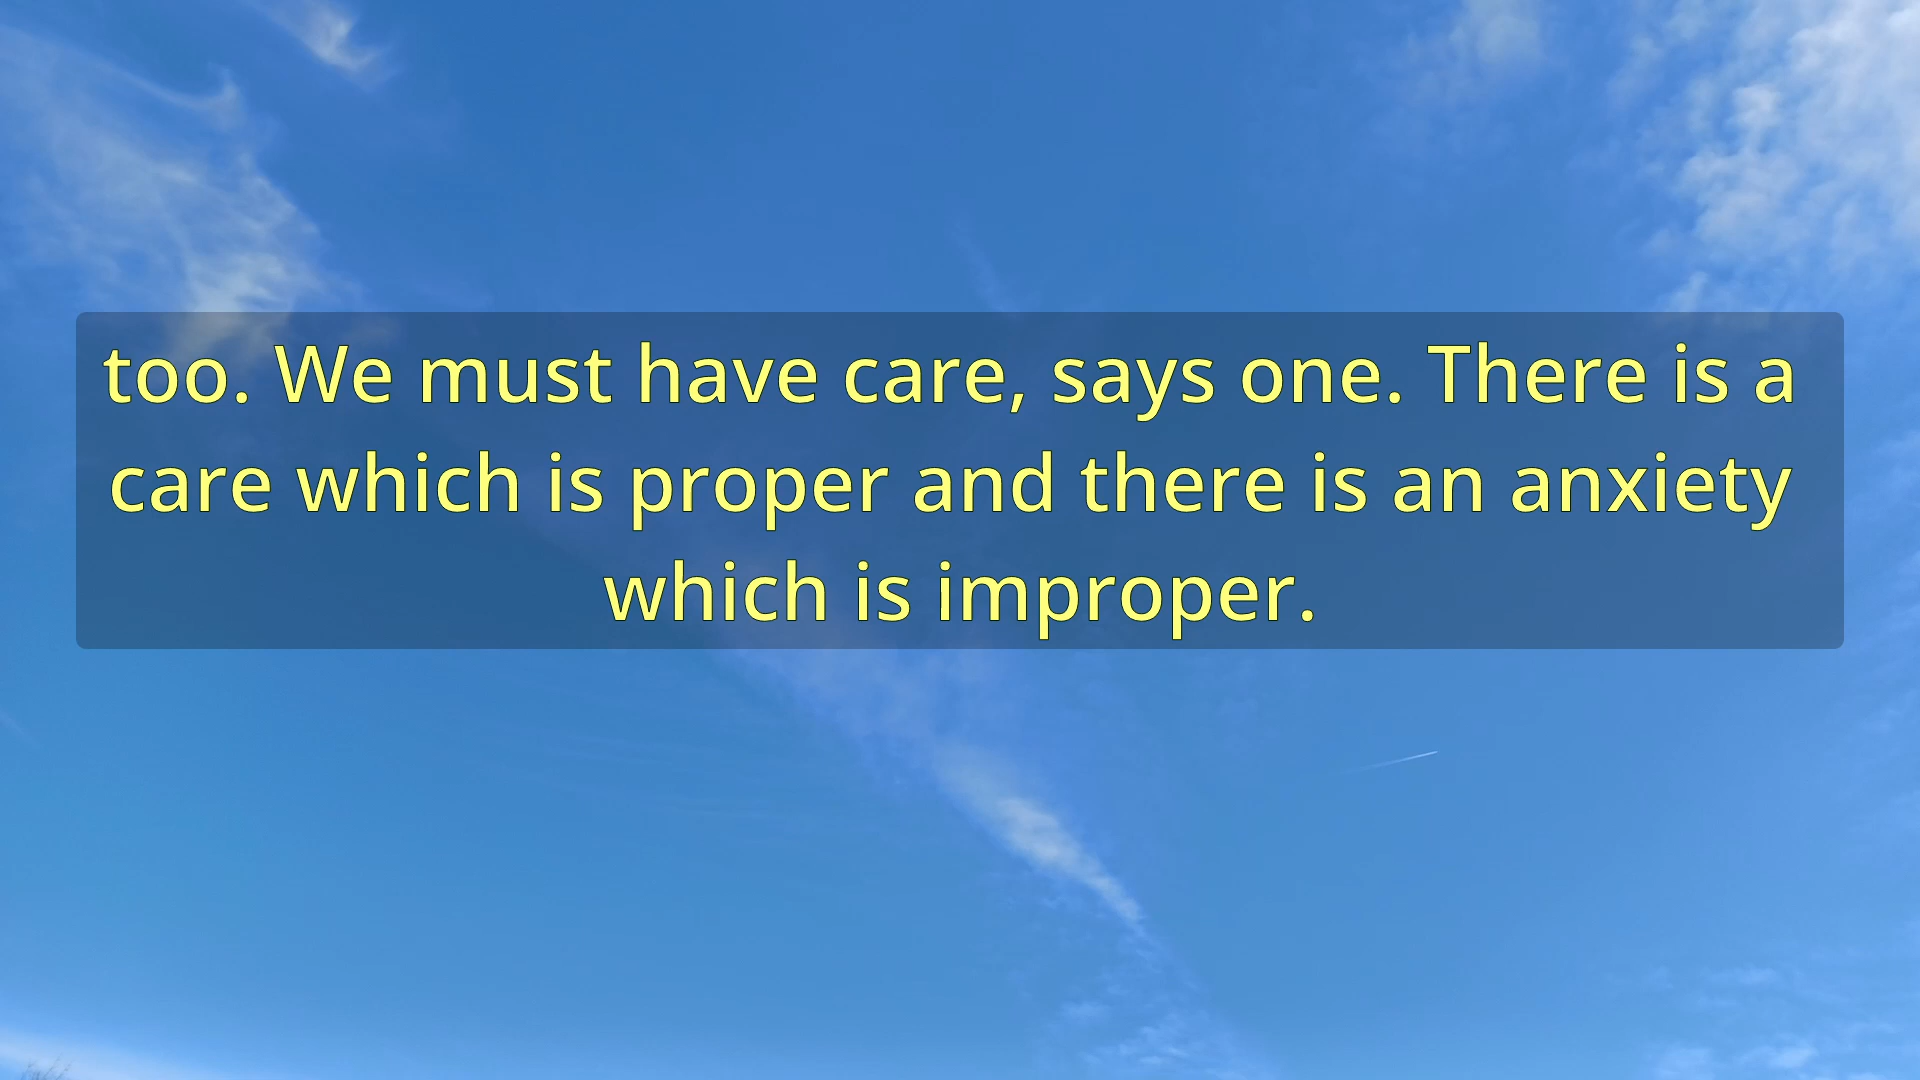 too. We must have care, says one. There is a
care which is proper and there is an anxiety
which is improper.